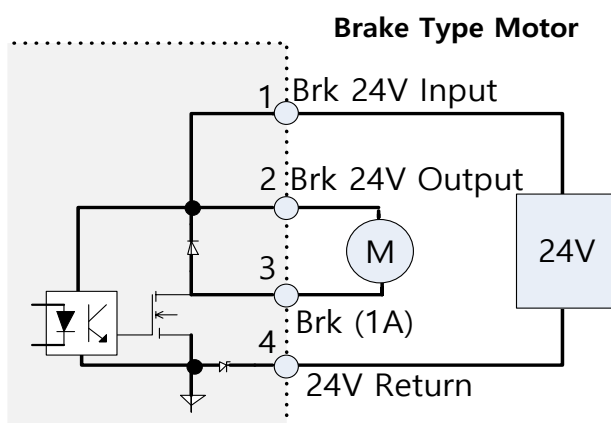 Brake Type Motor
1 Brk 24V Input
2 Brk 24V Output
M
24V
3
Brk (1A)
4
24V Return